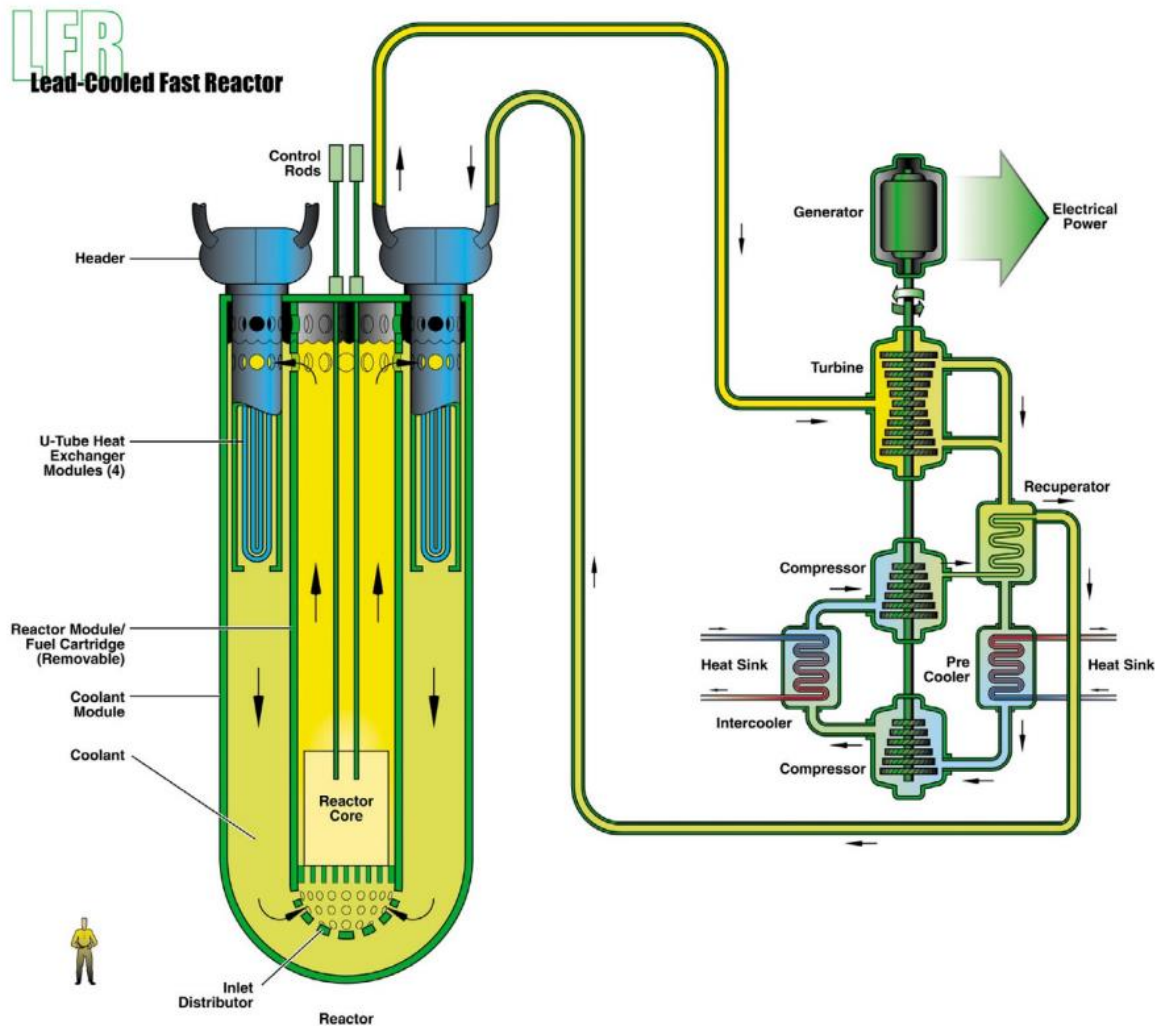 LFR
Lead-Cooled Fast Reactor
Control
Rods
Header
Generator
Electrical
Power
Turbine
U-Tube Heat
Exchanger
Modules (4)
Recuperator
Compressor
Reactor Module/
Fuel Cartridge
(Removable)
Heat Sink
Pre
Cooler
Heat Sink
Coolant
Module
Intercooler
Coolant
Compressor
Reactor
Core
Inlet
Distributor
Reactor